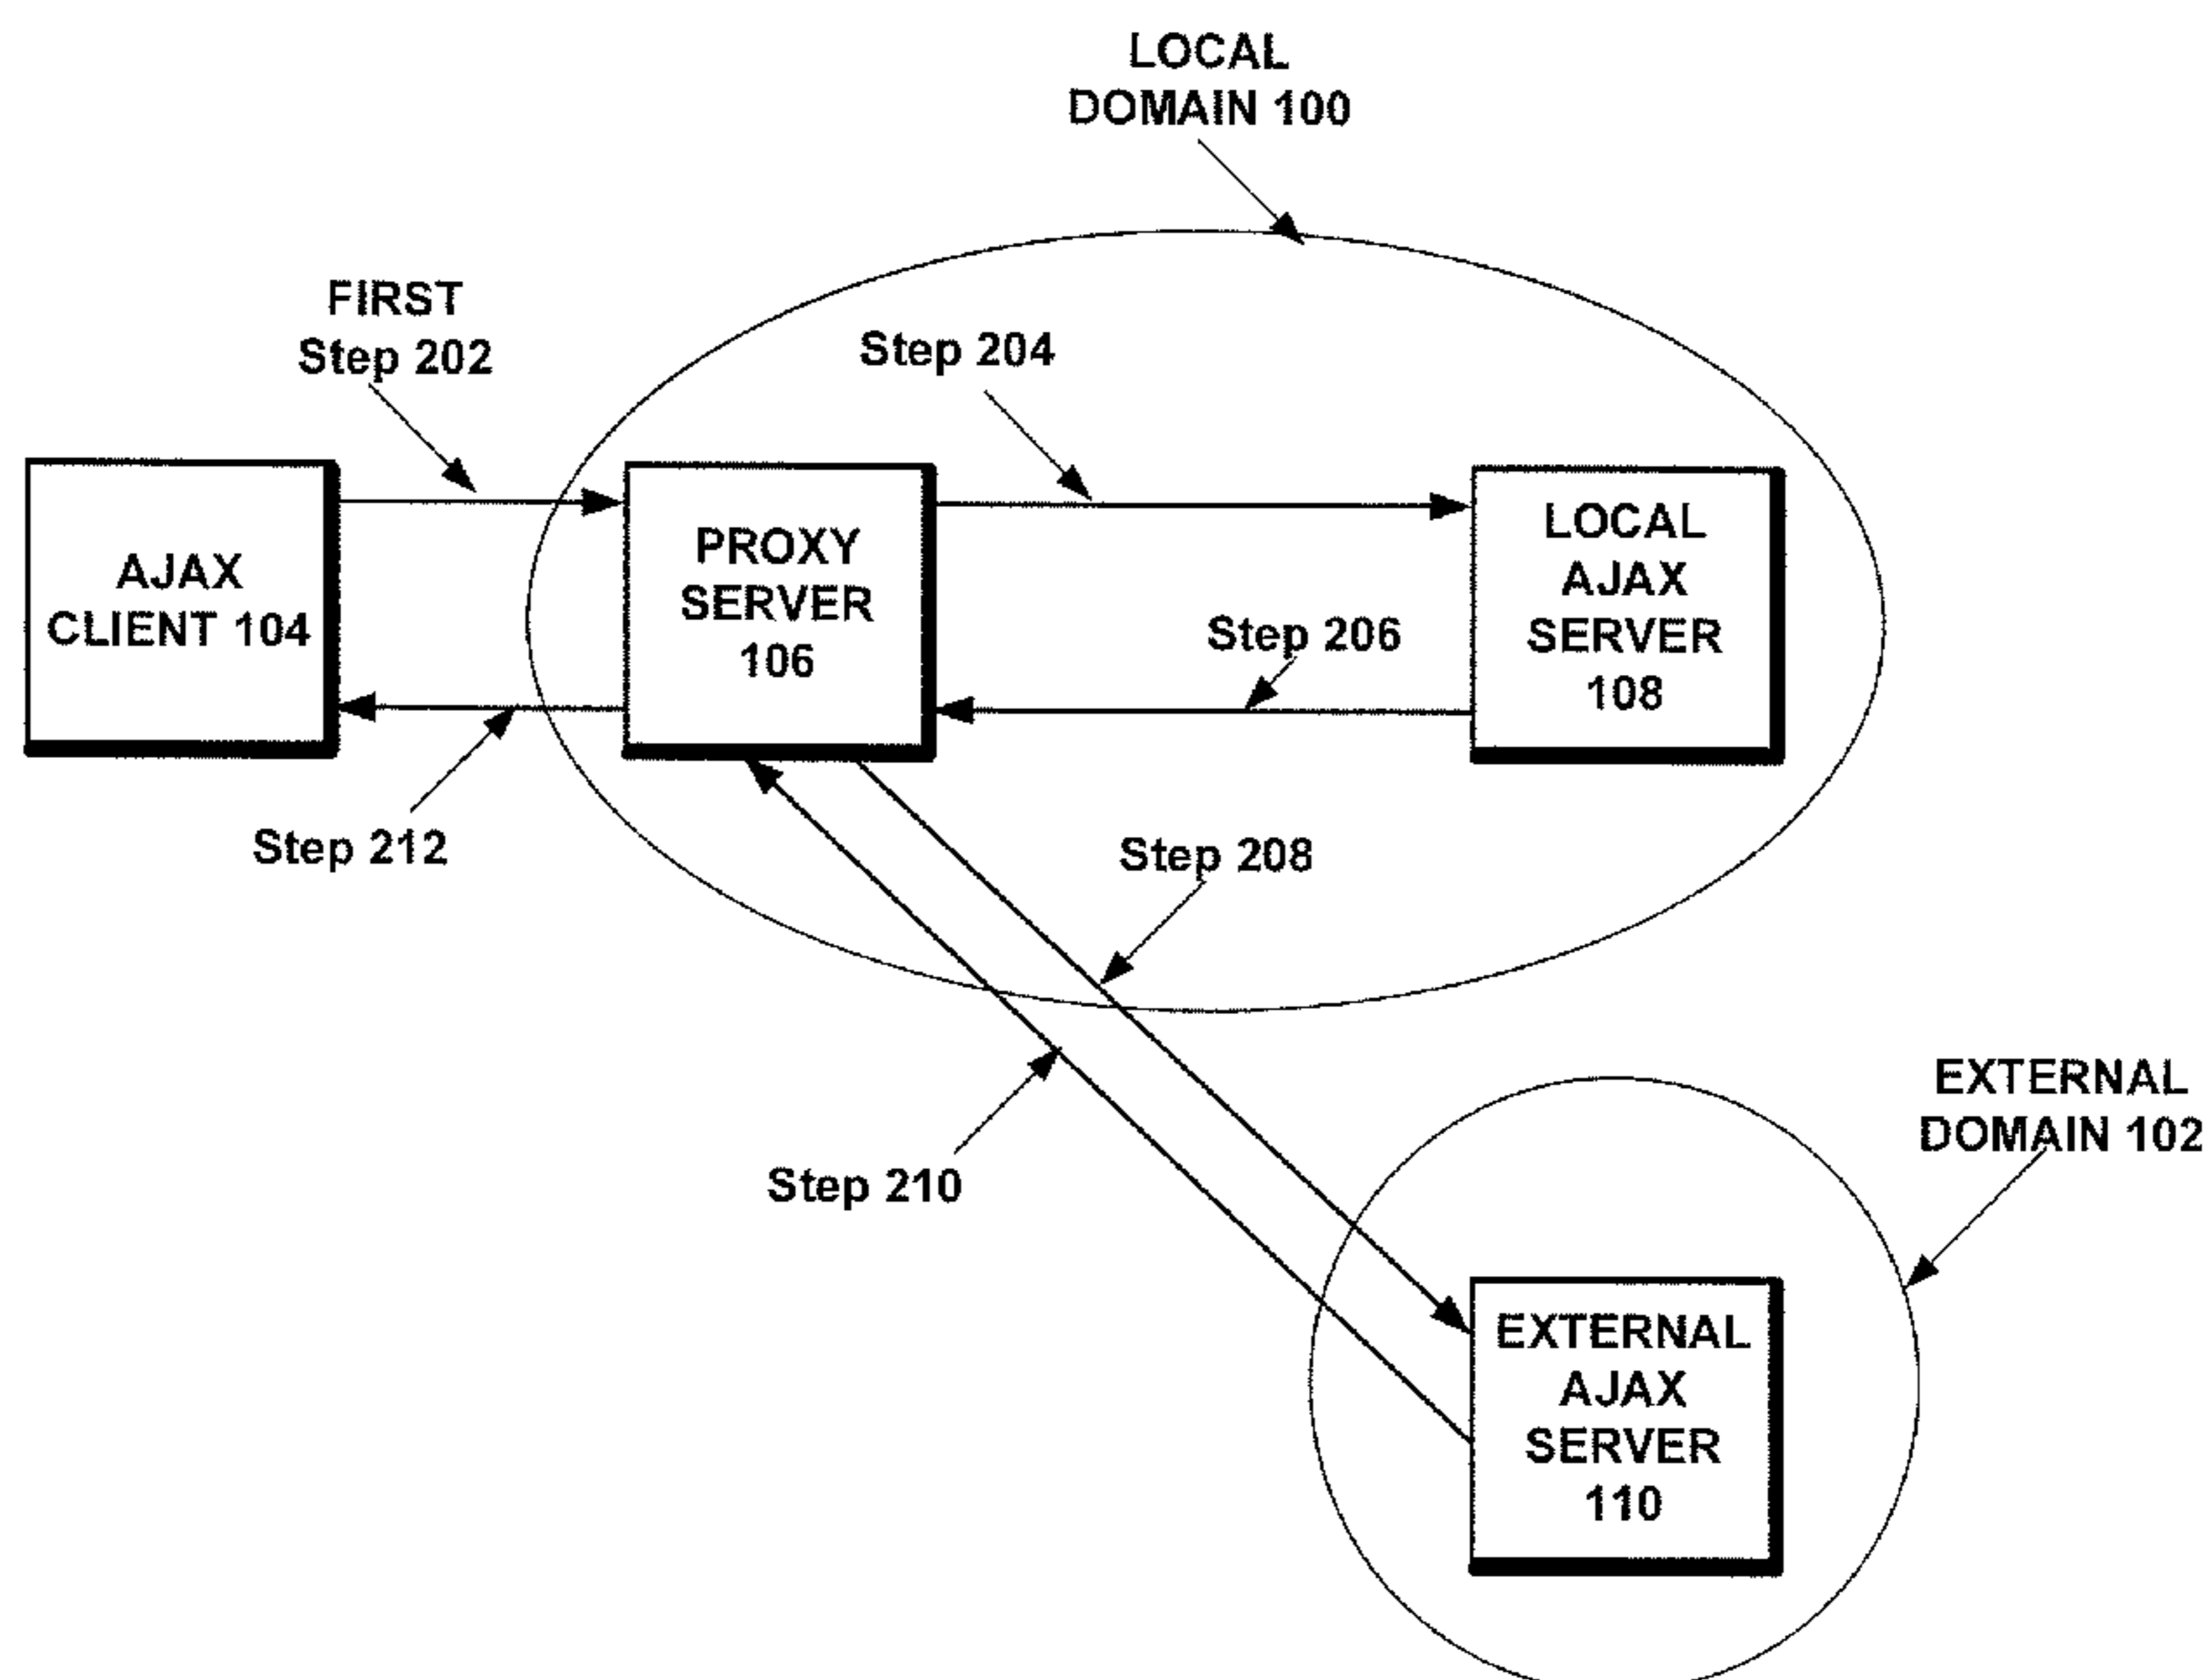 LOCAL
DOMAIN 100
FIRST
Step 202
Step 204
AJAX
CLIENT 104
PROXY
SERVER
106
LOCAL
AJAX
SERVER
108
Step 206
Step 212
Step 208
Step 210
EXTERNAL
DOMAIN 102
EXTERNAL
AJAX
SERVER
110